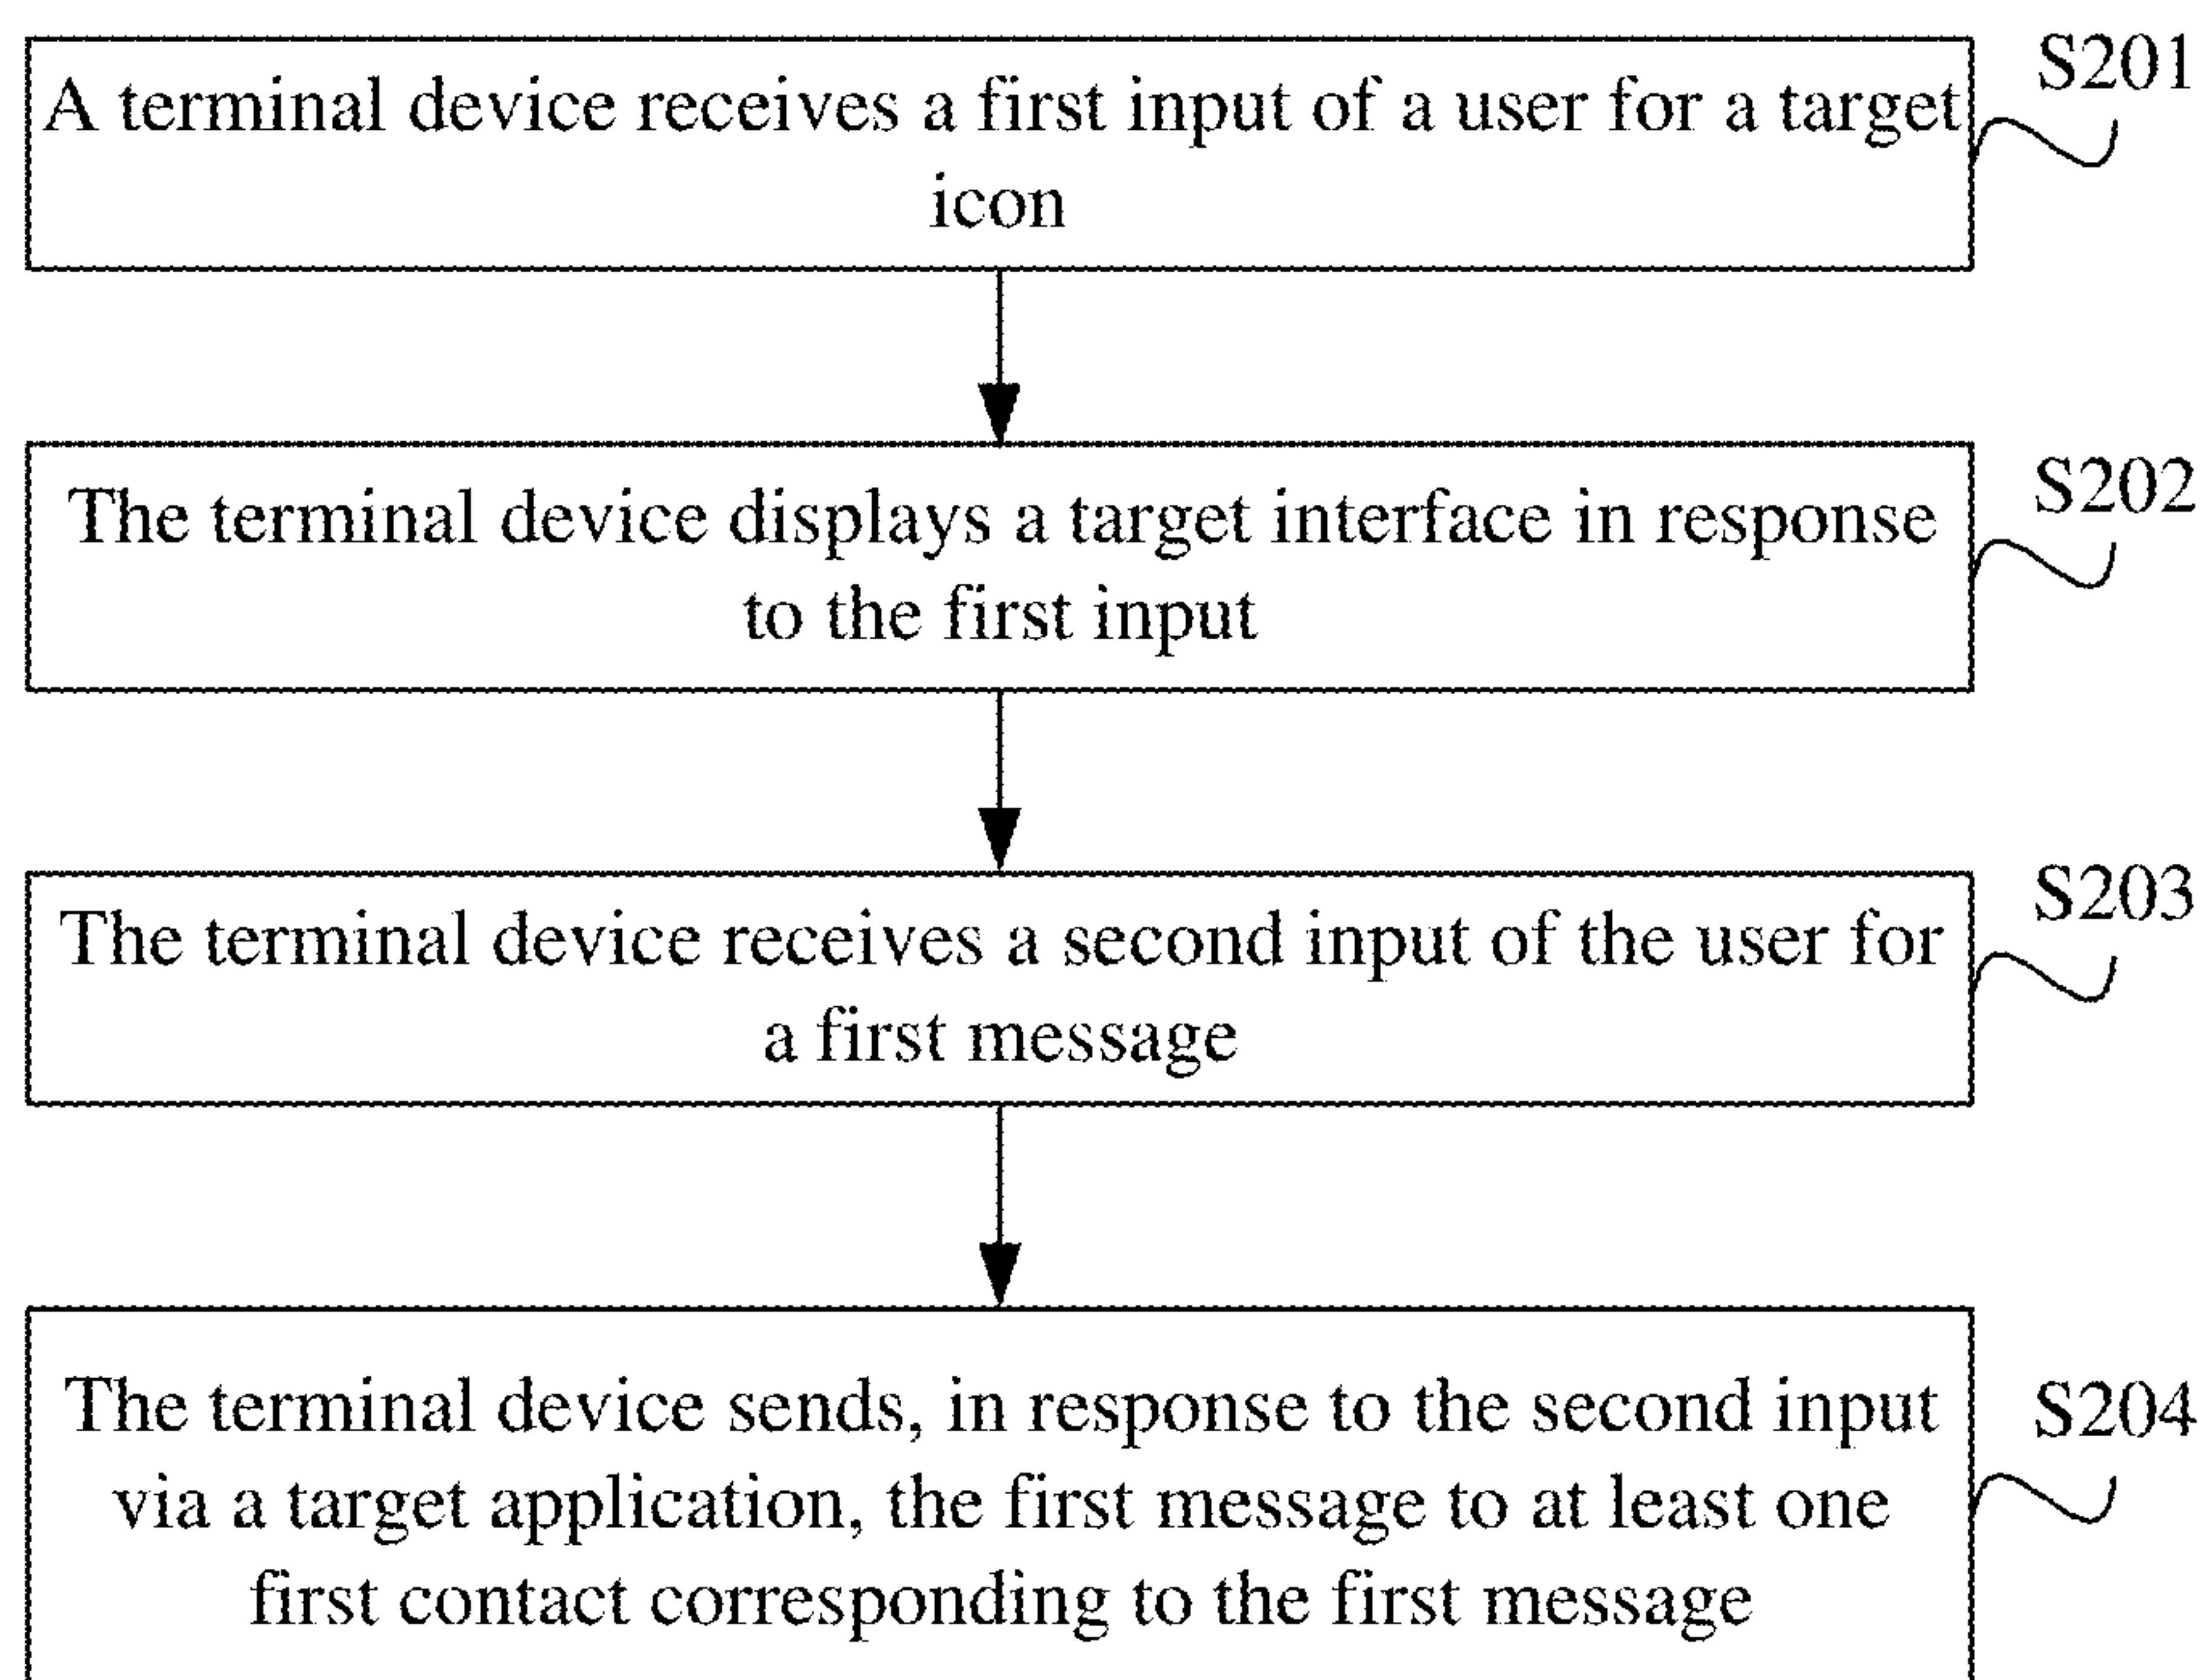 S201
A terminal device receives a first input of a user for a target
icon
S202
The terminal device displays a target interface in response
to the first input
S203
The terminal device receives a second input of the user for
a first message
S204
The terminal device sends, in response to the second input
via a target application, the first message to at least one
first contact corresponding to the first message